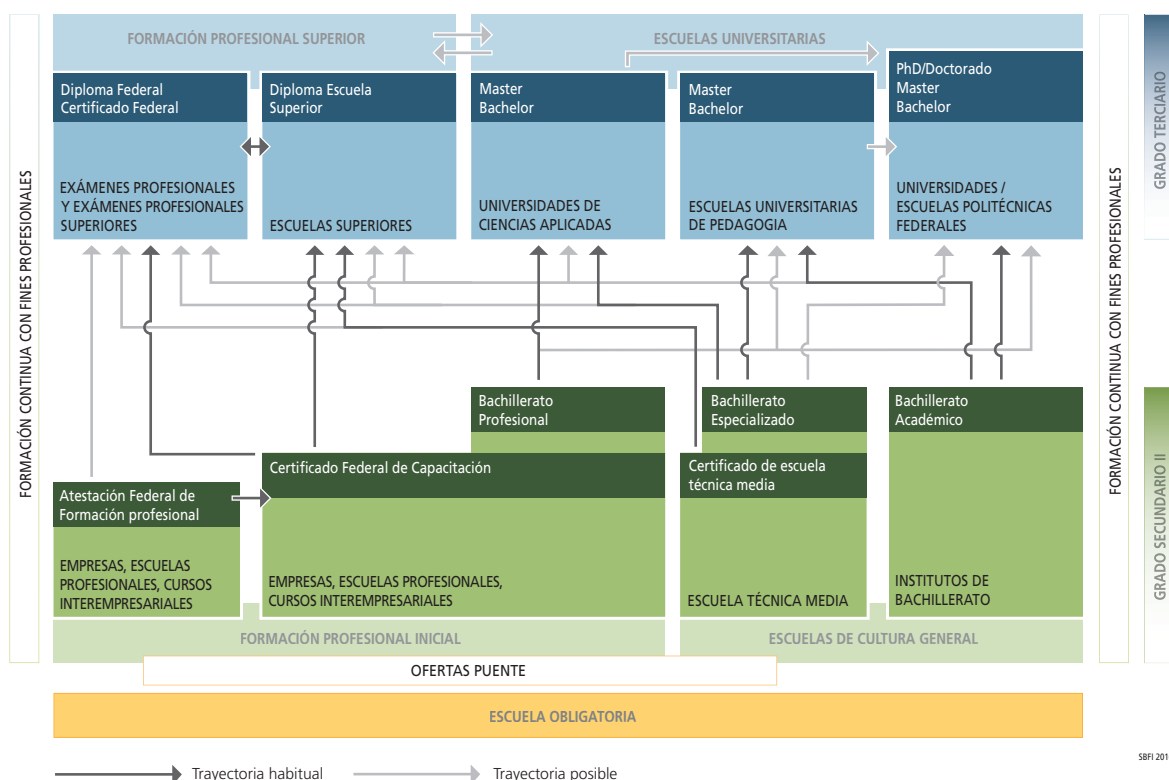 FORMACIÓN CONTINUA CON FINES PROFESIONALES
FORMACIÓN PROFESIONAL SUPERIOR
ESCUELAS UNIVERSITARIAS
Diploma Federal
Certificado Federal
EXÁMENES PROFESIONALES
Y EXÁMENES PROFESIONALES
SUPERIORES
Diploma Escuela
Superior
ESCUELAS SUPERIORES
Master
Bachelor
UNIVERSIDADES DE
CIENCIAS APLICADAS
Master
Bachelor
ESCUELAS UNIVERSITARIAS
DE PEDAGOGIA
PhD/Doctorado
Master
Bachelor
UNIVERSIDADES /
ESCUELAS POLITÉCNICAS
FEDERALES
FORMACIÓN CONTINUA CON FINES PROFESIONALES
GRADO TERCIARIO
Bachillerato
Profesional
Bachillerato
Especializado
Bachillerato
Académico
Certificado Federal de Capacitación
Certificado de escuela
técnica media
Atestación Federal de
Formación profesional
EMPRESAS, ESCUELAS
PROFESIONALES, CURSOS
INTEREMPRESARIALES
EMPRESAS, ESCUELAS PROFESIONALES,
CURSOS INTEREMPRESARIALES
ESCUELA TÉCNICA MEDIA
INSTITUTOS DE
BACHILLERATO
GRADO SECUNDARIO II
FORMACIÓN PROFESIONAL INICIAL
ESCUELAS DE CULTURA GENERAL
OFERTAS PUENTE
ESCUELA OBLIGATORIA
Trayectoria habitual
Trayectoria posible
SBFI